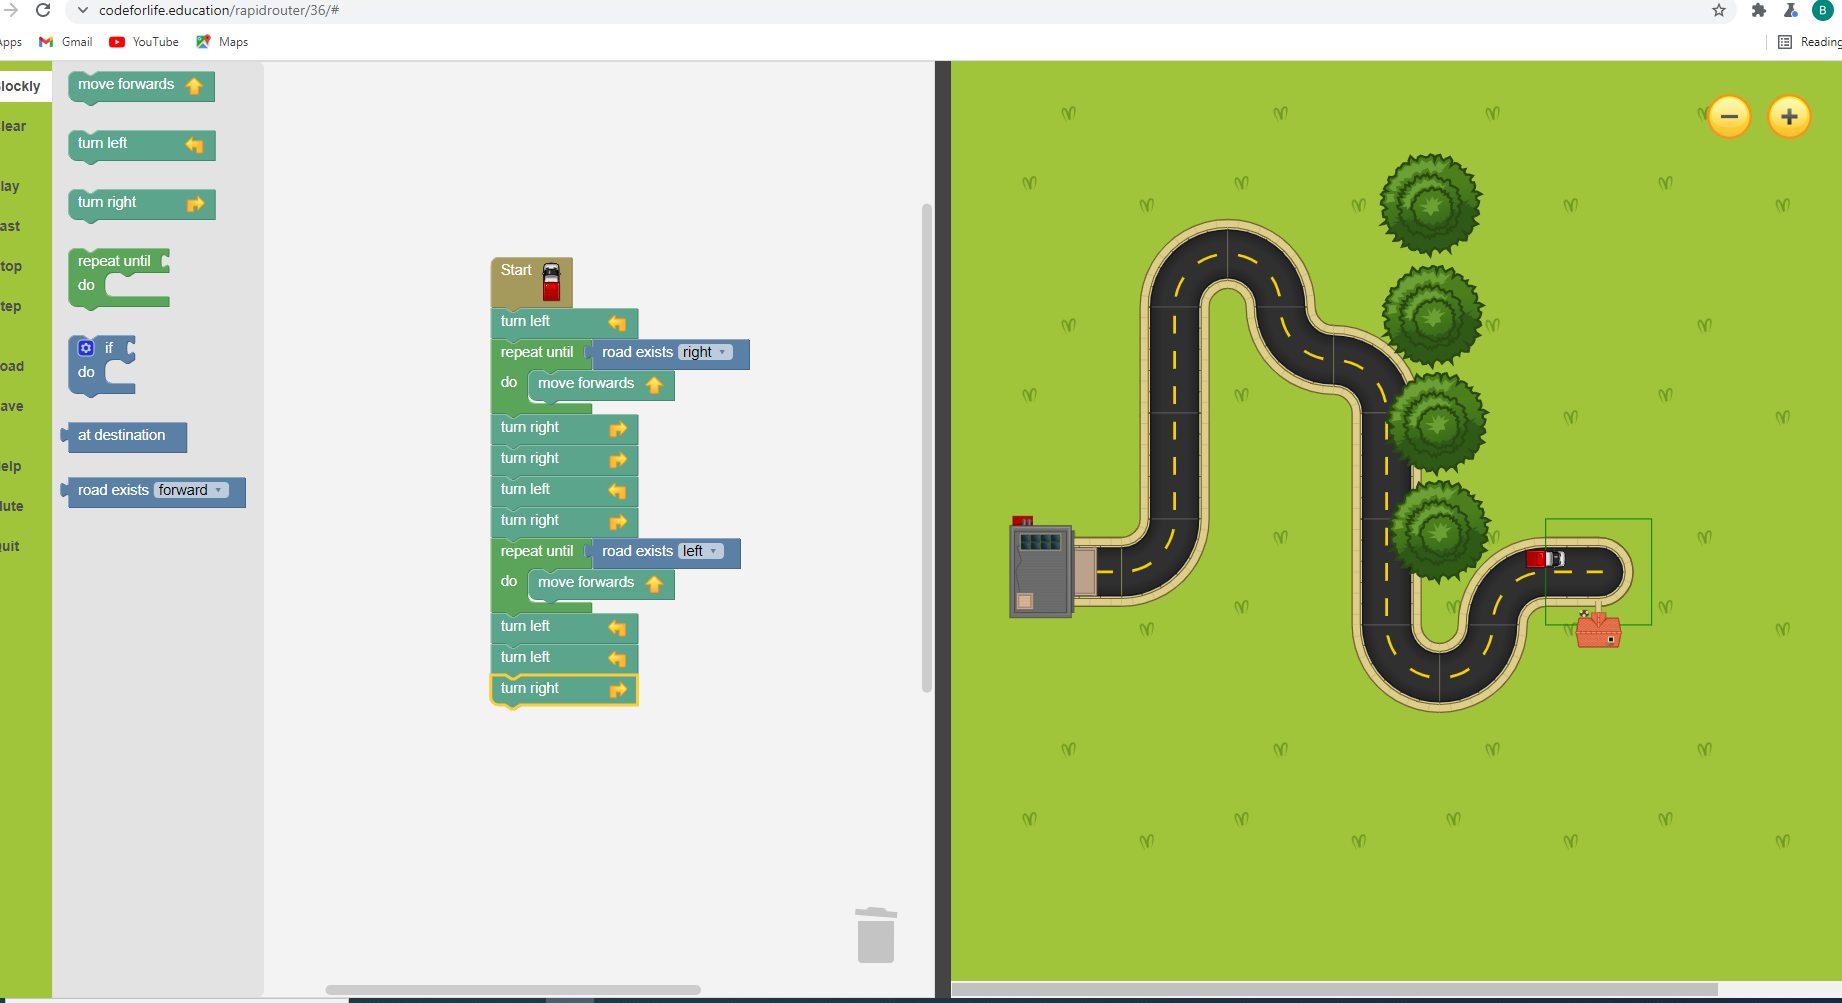 codeforlife.education/rapidrouter/36/#
B
Apps
Gmail
YouTube
Maps
Reading
lockly
lear
lay
ast
top
tep
oad
ave
elp
lute
uit
move forwards
turn left
turn right
repeat until
do
if
do
at destination
road exists forward
Start
turn left
repeat until road exists right
do move forwards
turn right
turn right
turn left
turn right
repeat until road exists left
do move forwards
turn left
turn left
turn right